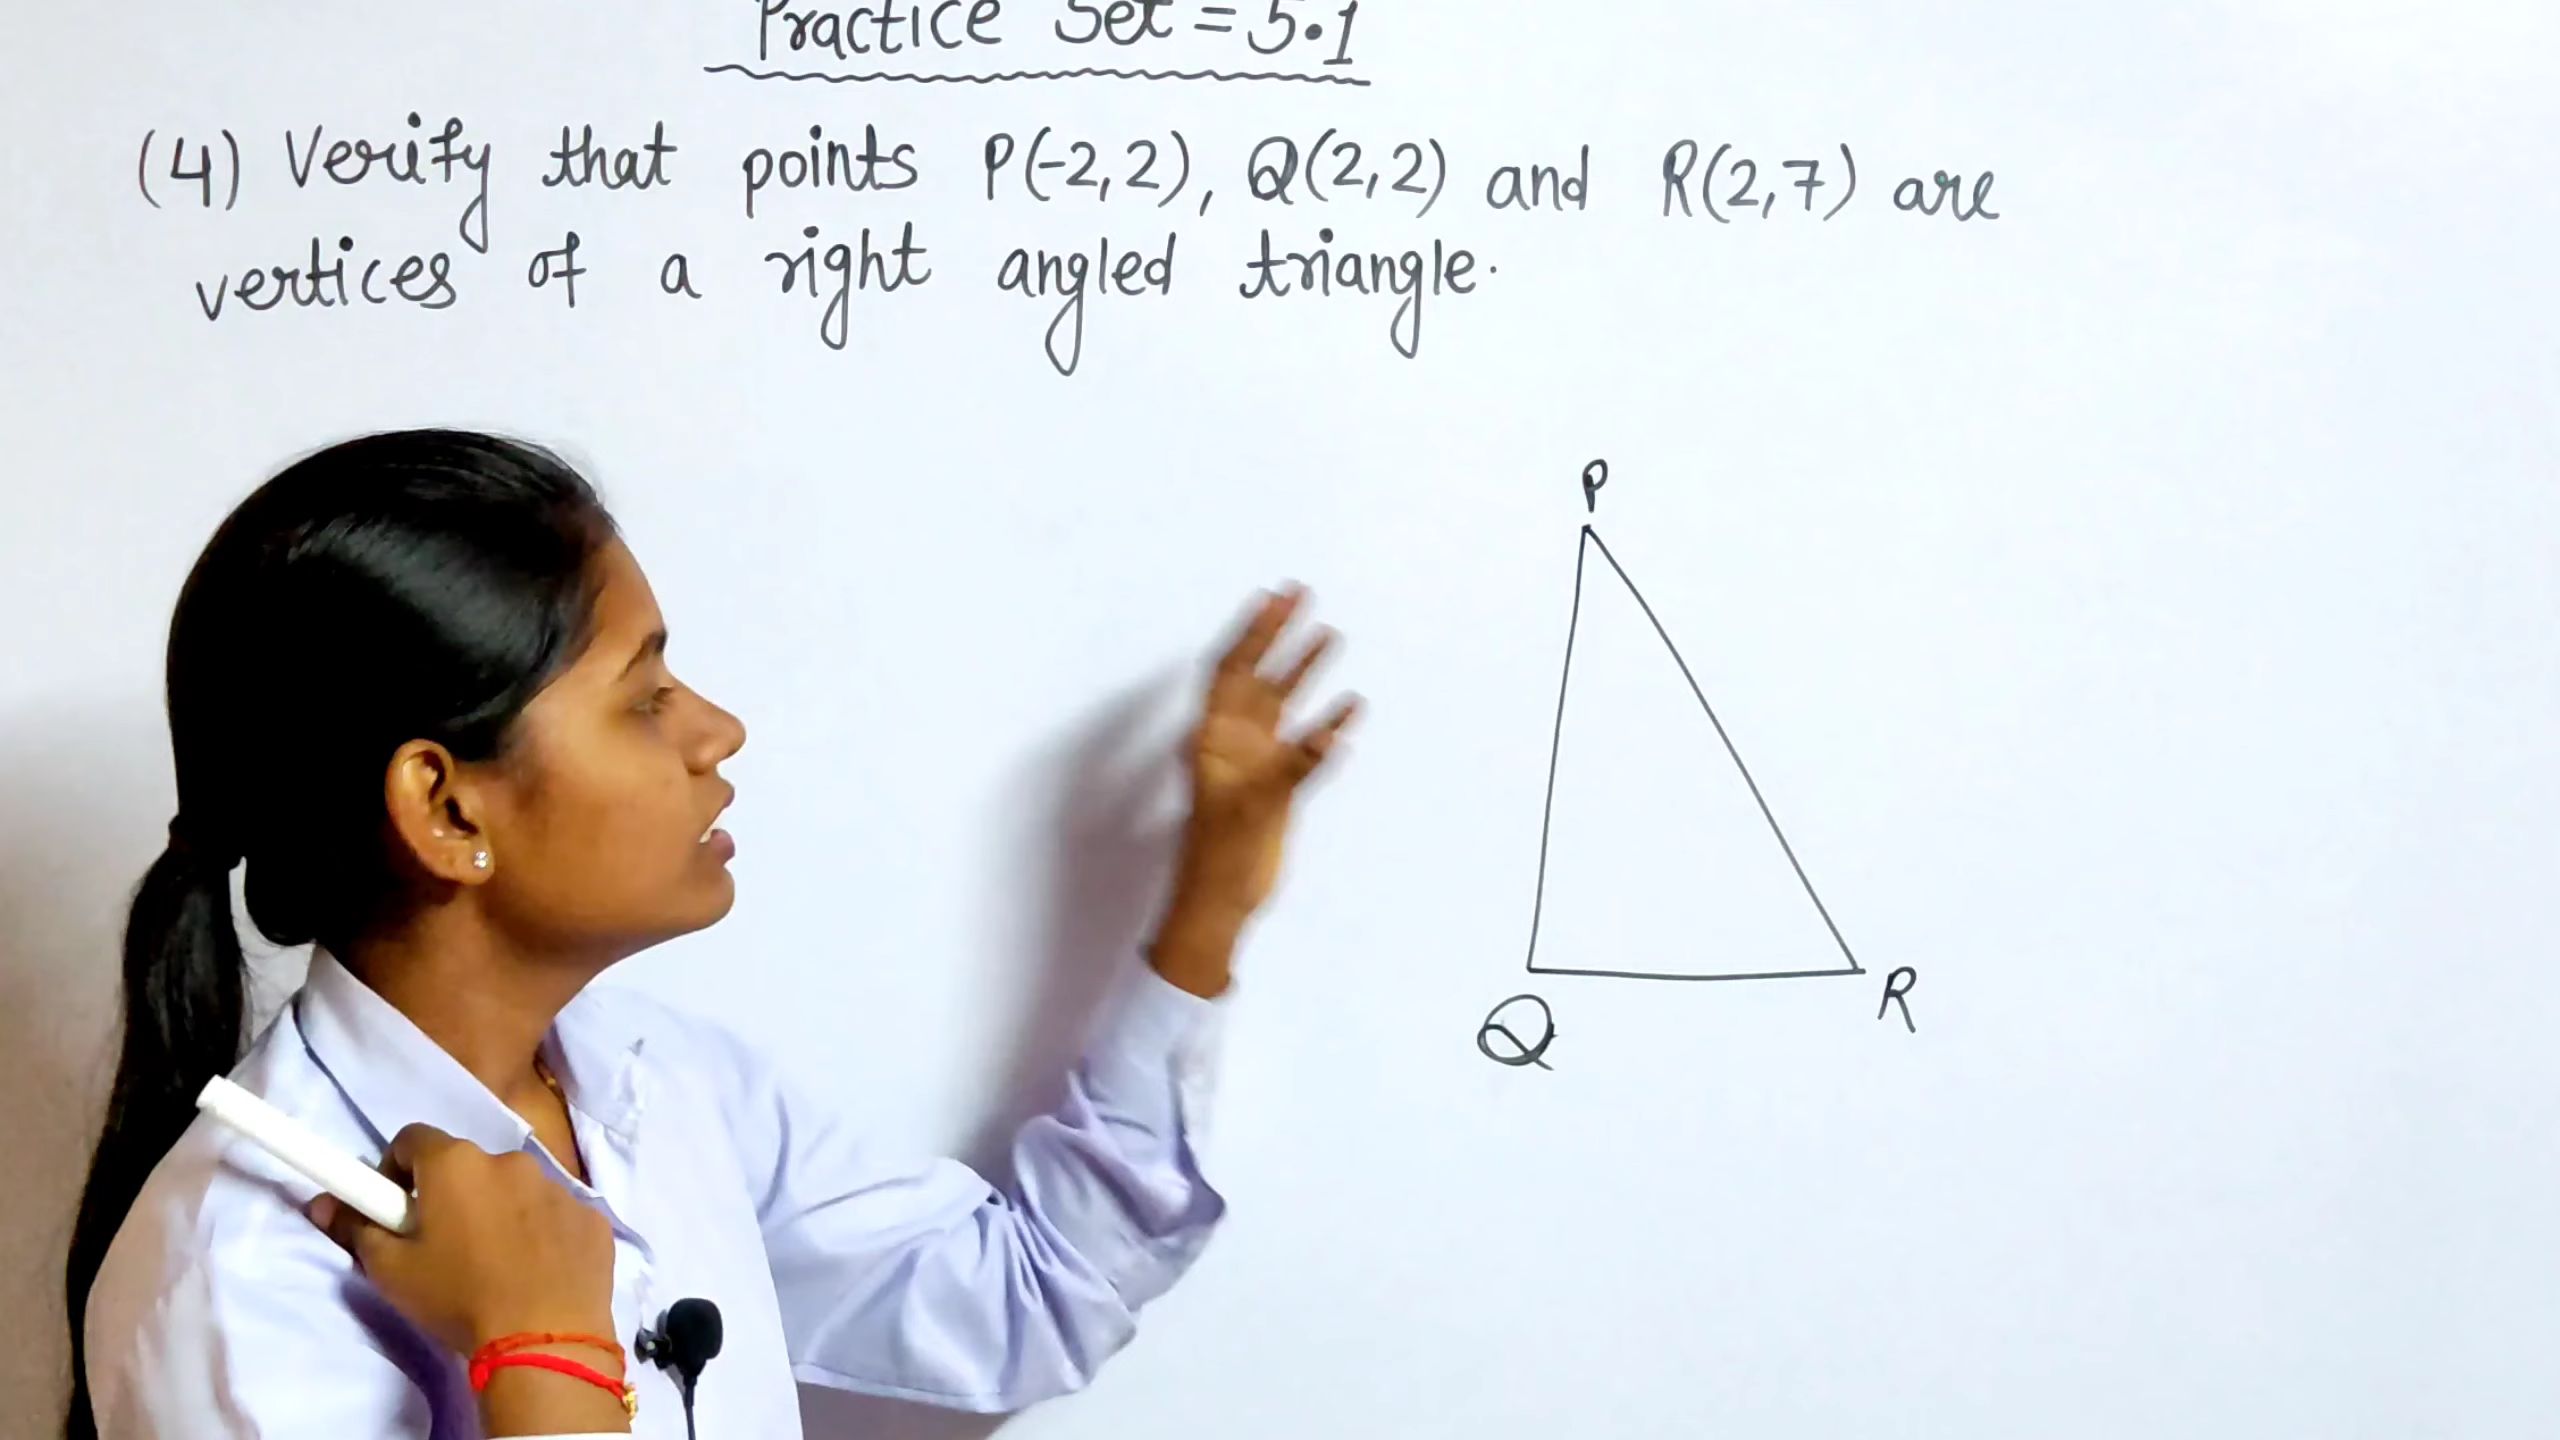 Practice Set = 5.1
(4) Verify that points P(-2,2), Q(2,2) and R(2,7) are
vertices of a right angled triangle.
P
Q
R